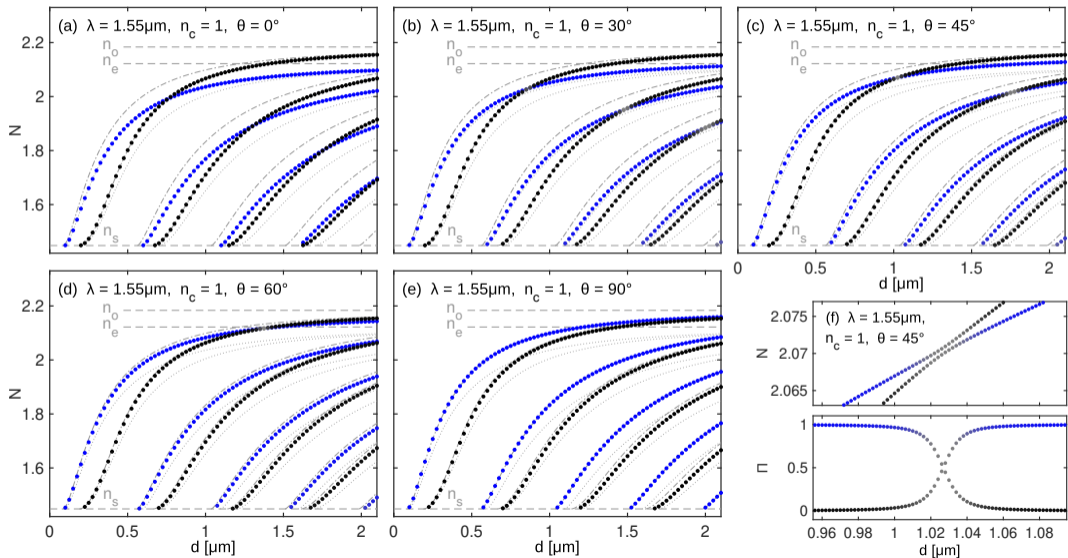 (a) λ = 1.55μm, n_c = 1, θ = 0°
(b) λ = 1.55μm, n_c = 1, θ = 30°
(c) λ = 1.55μm, n_c = 1, θ = 45°
2.2
2
1.8
1.6
N
n_o
n_e
n_s
n_o
n_e
n_s
0
0.5
1
1.5
2
d [μm]
(d) λ = 1.55μm, n_c = 1, θ = 60°
(e) λ = 1.55μm, n_c = 1, θ = 90°
2.2
2
1.8
1.6
N
n_o
n_e
n_s
n_o
n_e
n_s
0
0.5
1
1.5
2
d [μm]
0
0.5
1
1.5
2
d [μm]
(f) λ = 1.55μm,
n_c = 1, θ = 45°
2.075
2.07
2.065
N
1
0.5
0
Π
0.96
0.98
1
1.02
1.04
1.06
1.08
d [μm]